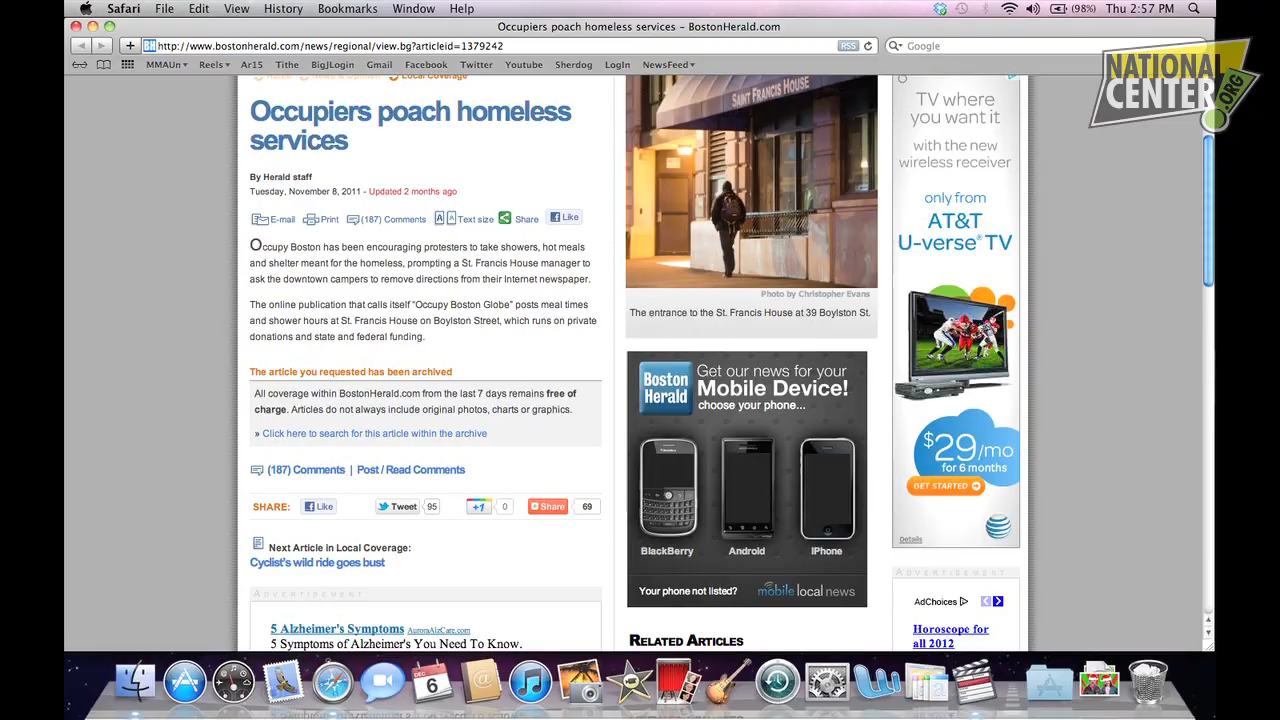 Safari File Edit View History Bookmarks Window Help
(98%) Thu 2:57 PM
Occupiers poach homeless services – BostonHerald.com
http://www.bostonherald.com/news/regional/view.bg?articleid=1379242
RSS
Google
MMAUn Reels Ar15 Tithe BigJLogin Gmail Facebook Twitter Youtube Sherdog LogIn NewsFeed
NATIONAL
CENTER
.ORG
Local Coverage
Occupiers poach homeless
services
By Herald staff
Tuesday, November 8, 2011 - Updated 2 months ago
E-mail Print (187) Comments Text size Share Like
Occupy Boston has been encouraging protesters to take showers, hot meals
and shelter meant for the homeless, prompting a St. Francis House manager to
ask the downtown campers to remove directions from their Internet newspaper.
The online publication that calls itself “Occupy Boston Globe” posts meal times
and shower hours at St. Francis House on Boylston Street, which runs on private
donations and state and federal funding.
The article you requested has been archived
All coverage within BostonHerald.com from the last 7 days remains free of
charge. Articles do not always include original photos, charts or graphics.
» Click here to search for this article within the archive
(187) Comments | Post / Read Comments
SHARE: Like Tweet 95 +1 0 Share 69
Next Article in Local Coverage:
Cyclist's wild ride goes bust
ADVERTISEMENT
5 Alzheimer's Symptoms AuroraAlzCare.com
5 Symptoms of Alzheimer's You Need To Know.
SAINT FRANCIS HOUSE
Photo by Christopher Evans
The entrance to the St. Francis House at 39 Boylston St.
Boston
Herald
Get our news for your
Mobile Device!
choose your phone...
BlackBerry Android iPhone
Your phone not listed? mobile local news
RELATED ARTICLES
TV where
you want it
with the new
wireless receiver
only from
AT&T
U-verse® TV
$29/mo
for 6 months
GET STARTED
at&t
Details
ADVERTISEMENT
AdChoices
Horoscope for
all 2012
DEC
6